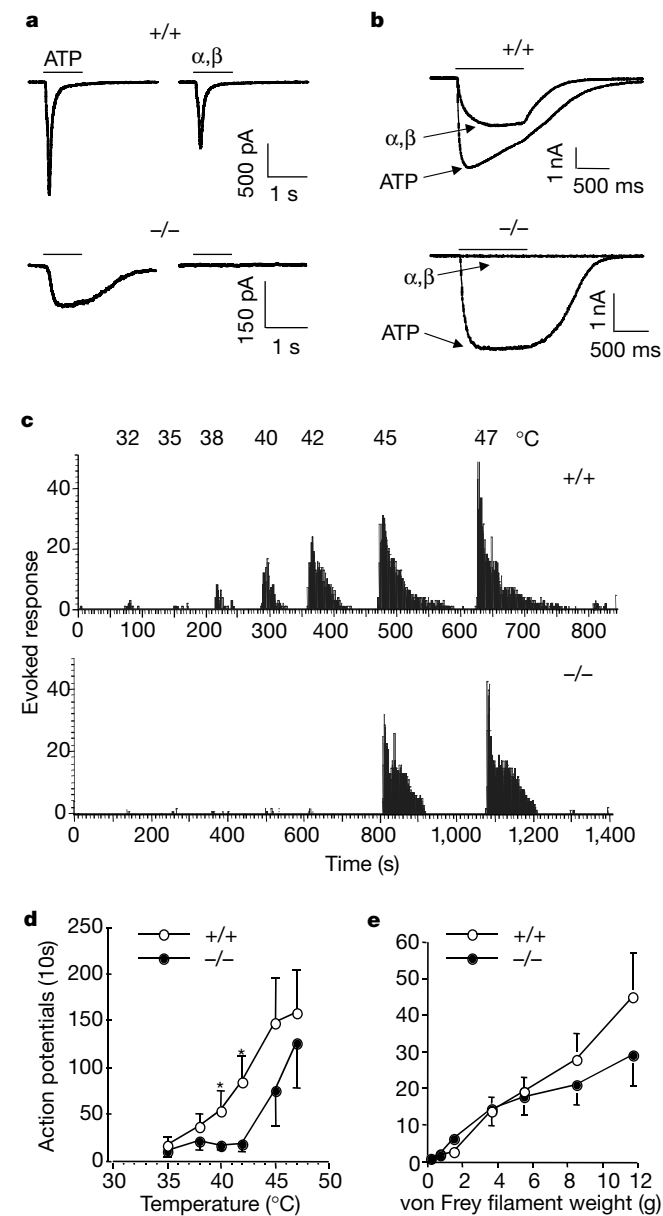 a
+/+
ATP
α,β
500 pA
1 s
–/–
150 pA
1 s
b
+/+
α,β
ATP
1 nA
500 ms
–/–
α,β
ATP
1 nA
500 ms
c
32 35 38 40 42 45 47 °C
+/+
40
20
0
0 100 200 300 400 500 600 700 800
Evoked response
–/–
40
20
0
0 200 400 600 800 1,000 1,200 1,400
Time (s)
d
+/+
–/–
Action potentials (10s)
250
200
150
100
50
0
* *
30 35 40 45 50
Temperature (°C)
e
+/+
–/–
60
50
40
30
20
10
0
0 2 4 6 8 10 12
von Frey filament weight (g)